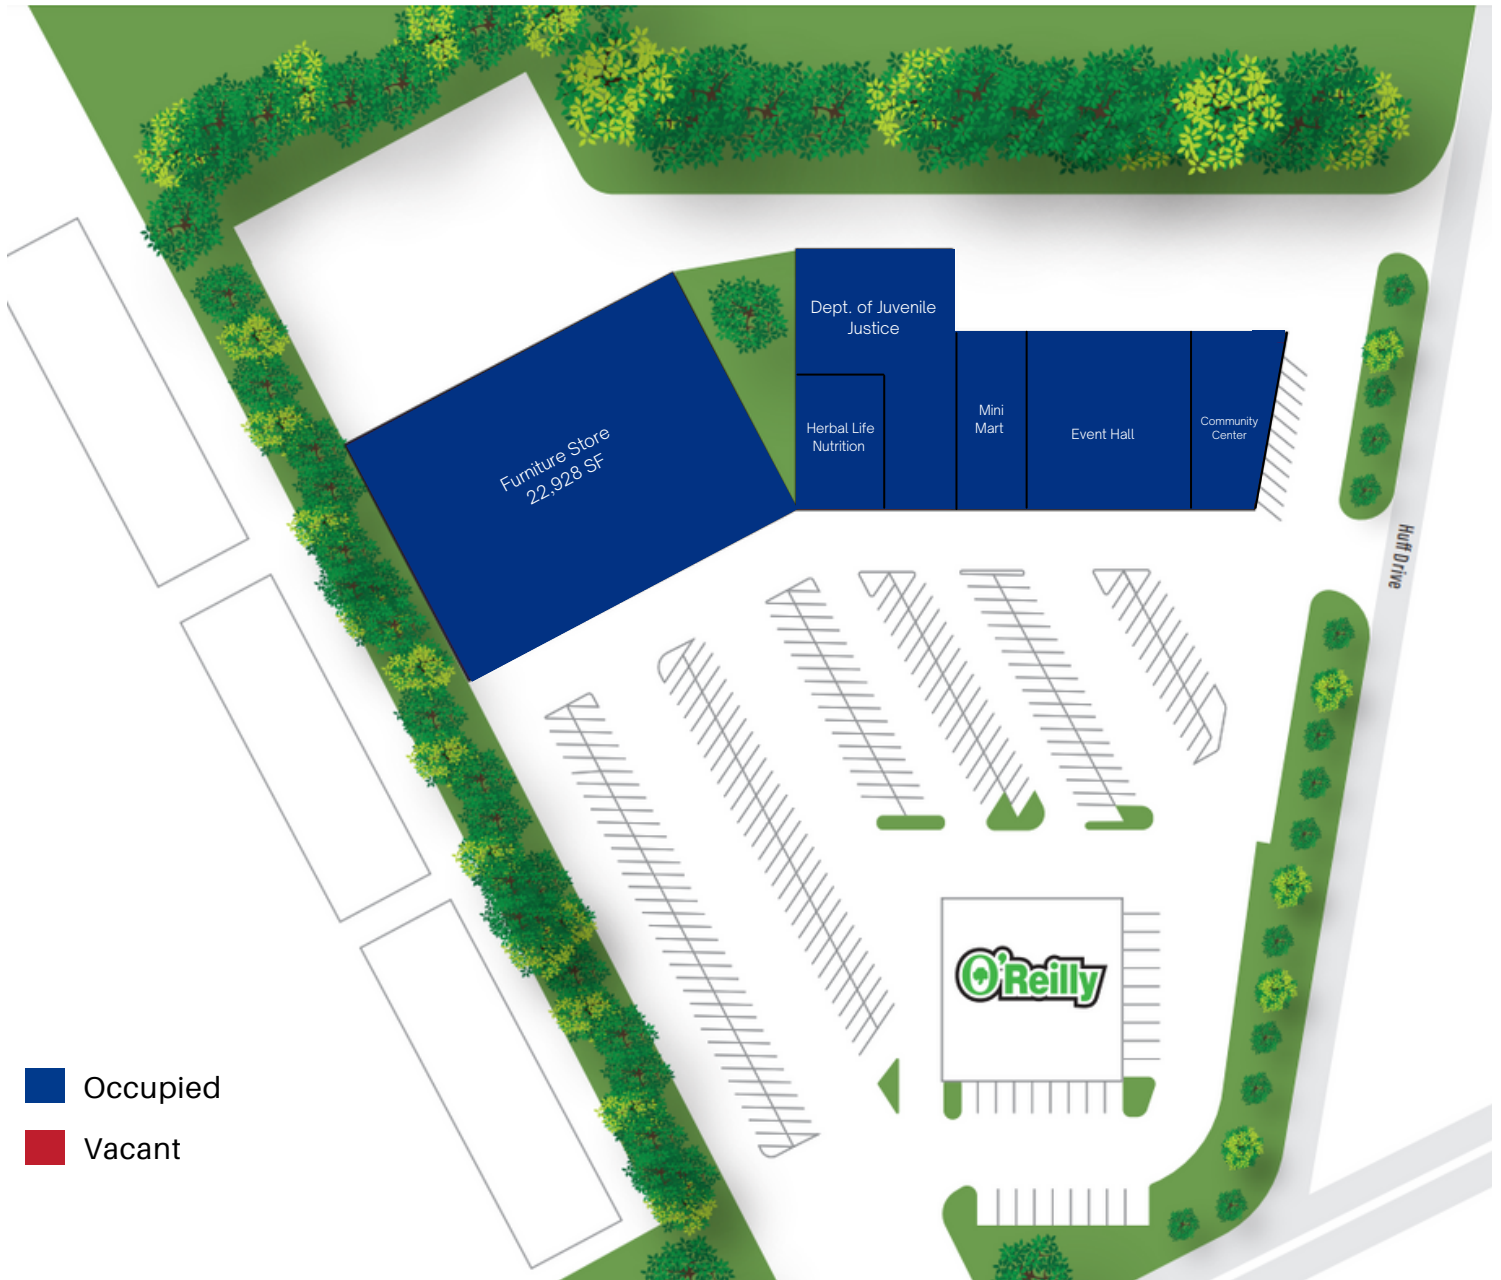 Dept. of Juvenile
Justice
Furniture Store
22,928 SF
Herbal Life
Nutrition
Mini
Mart
Event Hall
Community
Center
Huff Drive
O'Reilly
Occupied
Vacant